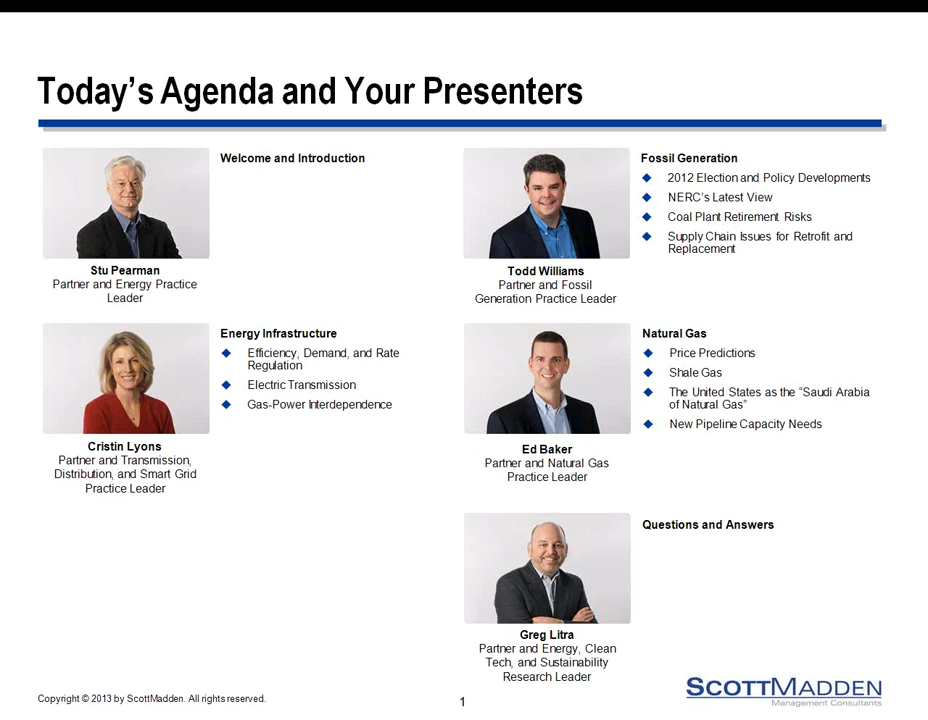 Today's Agenda and Your Presenters
Welcome and Introduction
Stu Pearman
Partner and Energy Practice
Leader
Fossil Generation
◆ 2012 Election and Policy Developments
◆ NERC's Latest View
◆ Coal Plant Retirement Risks
◆ Supply Chain Issues for Retrofit and
Replacement
Todd Williams
Partner and Fossil
Generation Practice Leader
Energy Infrastructure
◆ Efficiency, Demand, and Rate
Regulation
◆ Electric Transmission
◆ Gas-Power Interdependence
Cristin Lyons
Partner and Transmission,
Distribution, and Smart Grid
Practice Leader
Natural Gas
◆ Price Predictions
◆ Shale Gas
◆ The United States as the “Saudi Arabia
of Natural Gas”
◆ New Pipeline Capacity Needs
Ed Baker
Partner and Natural Gas
Practice Leader
Questions and Answers
Greg Litra
Partner and Energy, Clean
Tech, and Sustainability
Research Leader
Copyright © 2013 by ScottMadden. All rights reserved.
1
SCOTTMADDEN
Management Consultants